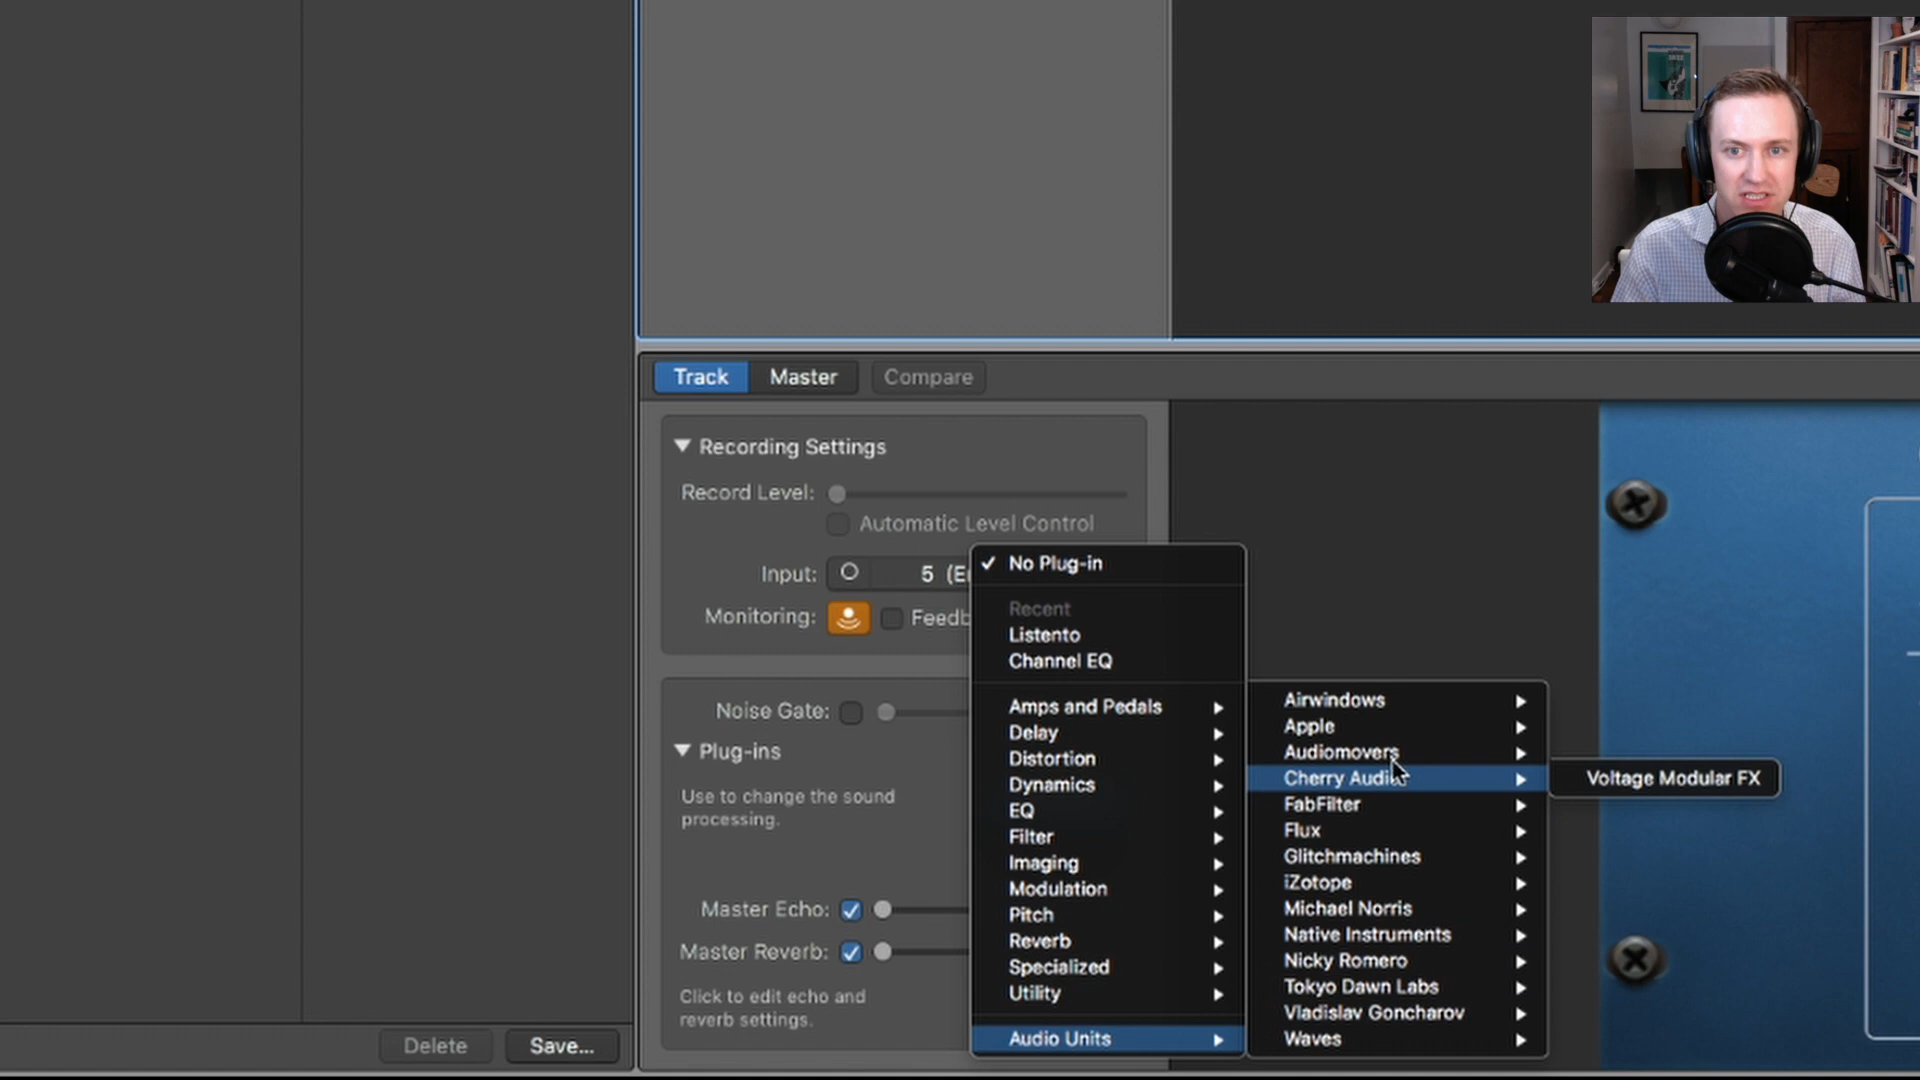 Track
Master
Compare
Recording Settings
Record Level:
Automatic Level Control
Input:
5 (E
Monitoring:
Feedb
Noise Gate:
Plug-ins
Use to change the sound
processing.
Master Echo:
Master Reverb:
Click to edit echo and
reverb settings.
Delete
Save...
No Plug-in
Recent
Listento
Channel EQ
Amps and Pedals
Delay
Distortion
Dynamics
EQ
Filter
Imaging
Modulation
Pitch
Reverb
Specialized
Utility
Audio Units
Airwindows
Apple
Audiomovers
Cherry Audio
FabFilter
Flux
Glitchmachines
iZotope
Michael Norris
Native Instruments
Nicky Romero
Tokyo Dawn Labs
Vladislav Goncharov
Waves
Voltage Modular FX